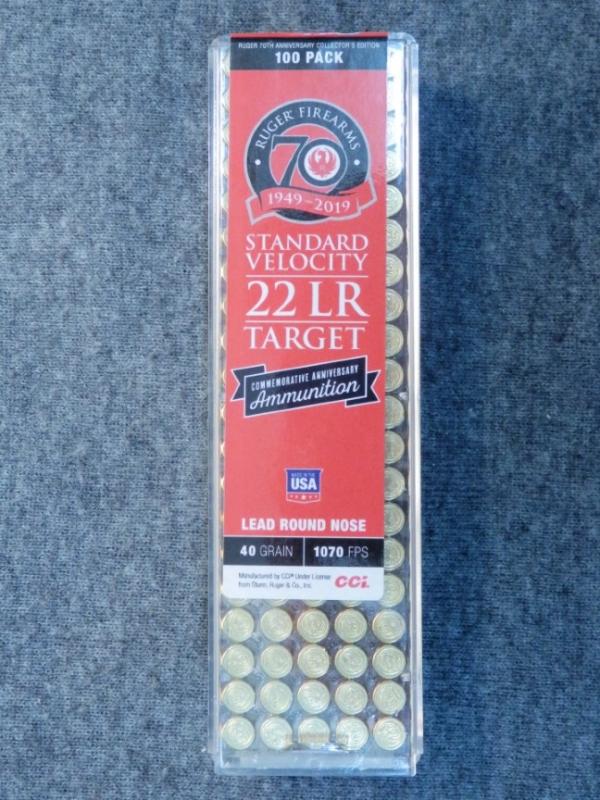 RUGER 70TH ANNIVERSARY COLLECTOR'S EDITION
100 PACK
RUGER® FIREARMS
70
1949–2019
STANDARD
VELOCITY
22 LR
TARGET
COMMEMORATIVE ANNIVERSARY
Ammunition
MADE IN THE
USA
LEAD ROUND NOSE
40 GRAIN 1070 FPS
Manufactured by CCI® Under License
from Sturm, Ruger & Co., Inc.
CCI.